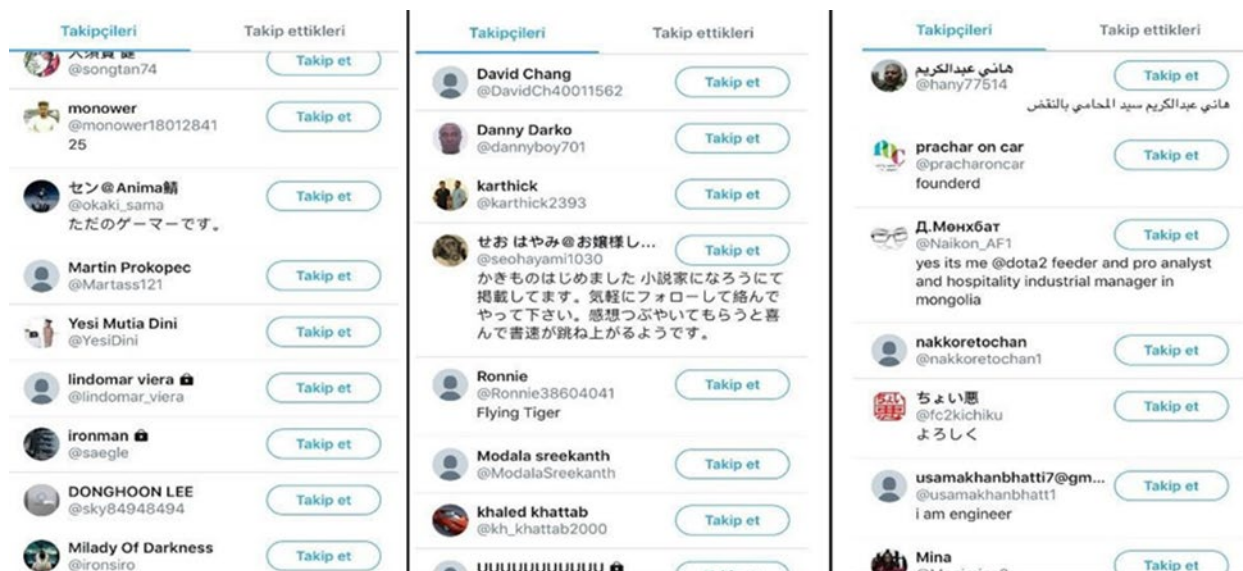 Takipçileri Takip ettikleri
@songtan74 Takip et
monower
@monower18012841 Takip et
25
セン@Anima鯖
@okaki_sama Takip et
ただのゲーマーです。
Martin Prokopec
@Martass121 Takip et
Yesi Mutia Dini
@YesiDini Takip et
lindomar viera
@lindomar_viera Takip et
ironman
@saegle Takip et
DONGHOON LEE
@sky84948494 Takip et
Milady Of Darkness
@ironsiro Takip et
Takipçileri Takip ettikleri
David Chang
@DavidCh40011562 Takip et
Danny Darko
@dannyboy701 Takip et
karthick
@karthick2393 Takip et
せお はやみ@お嬢様し...
@seohayami1030 Takip et
かきものはじめました 小説家になろうにて
掲載してます。気軽にフォローして絡んで
やって下さい。感想つぶやいてもらうと喜
んで書速が跳ね上がるようです。
Ronnie
@Ronnie38604041 Takip et
Flying Tiger
Modala sreekanth
@ModalaSreekanth Takip et
khaled khattab
@kh_khattab2000 Takip et
Takipçileri Takip ettikleri
هاني عبدالكريم
@hany77514 Takip et
هاني عبدالكريم سيد المحامي بالنقض
prachar on car
@pracharoncar Takip et
founderd
Д.Мөнхбат
@Naikon_AF1 Takip et
yes its me @dota2 feeder and pro analyst
and hospitality industrial manager in
mongolia
nakkoretochan
@nakkoretochan1 Takip et
ちょい悪
@fc2kichiku Takip et
よろしく
usamakhanbhatti7@gm...
@usamakhanbhatt1 Takip et
i am engineer
Mina
Takip et